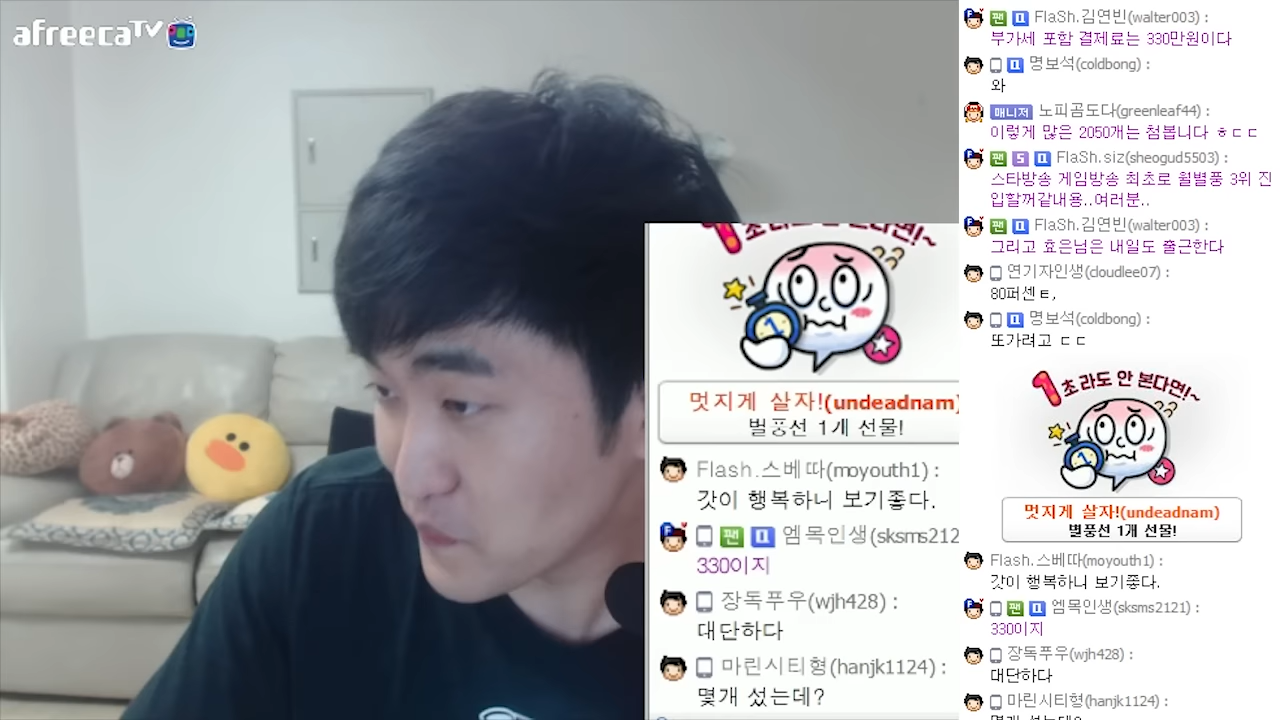 afreecaTV
초라도 안 본다면!~
1
멋지게 살자!(undeadnam)
별풍선 1개 선물!
Flash.스베따(moyouth1) :
갓이 행복하니 보기좋다.
팬 엠목인생(sksms212
330이지
장독푸우(wjh428) :
대단하다
마린시티형(hanjk1124) :
몇개 섰는데?
팬 FlaSh.김연빈(walter003) :
부가세 포함 결제료는 330만원이다
명보석(coldbong) :
와
매니저 노피곰도다(greenleaf44) :
이렇게 많은 2050개는 첨봅니다 ㅎㄷㄷ
팬 S FlaSh.siz(sheogud5503) :
스타방송 게임방송 최초로 월별풍 3위 진
입할꺼같내용..여러분..
팬 FlaSh.김연빈(walter003) :
그리고 효은님은 내일도 출근한다
연기자인생(cloudlee07) :
80퍼센ㅌ,
명보석(coldbong) :
또가려고 ㄷㄷ
1초라도 안 본다면!~
멋지게 살자!(undeadnam)
별풍선 1개 선물!
Flash.스베따(moyouth1) :
갓이 행복하니 보기좋다.
팬 엠목인생(sksms2121) :
330이지
장독푸우(wjh428) :
대단하다
마린시티형(hanjk1124) :